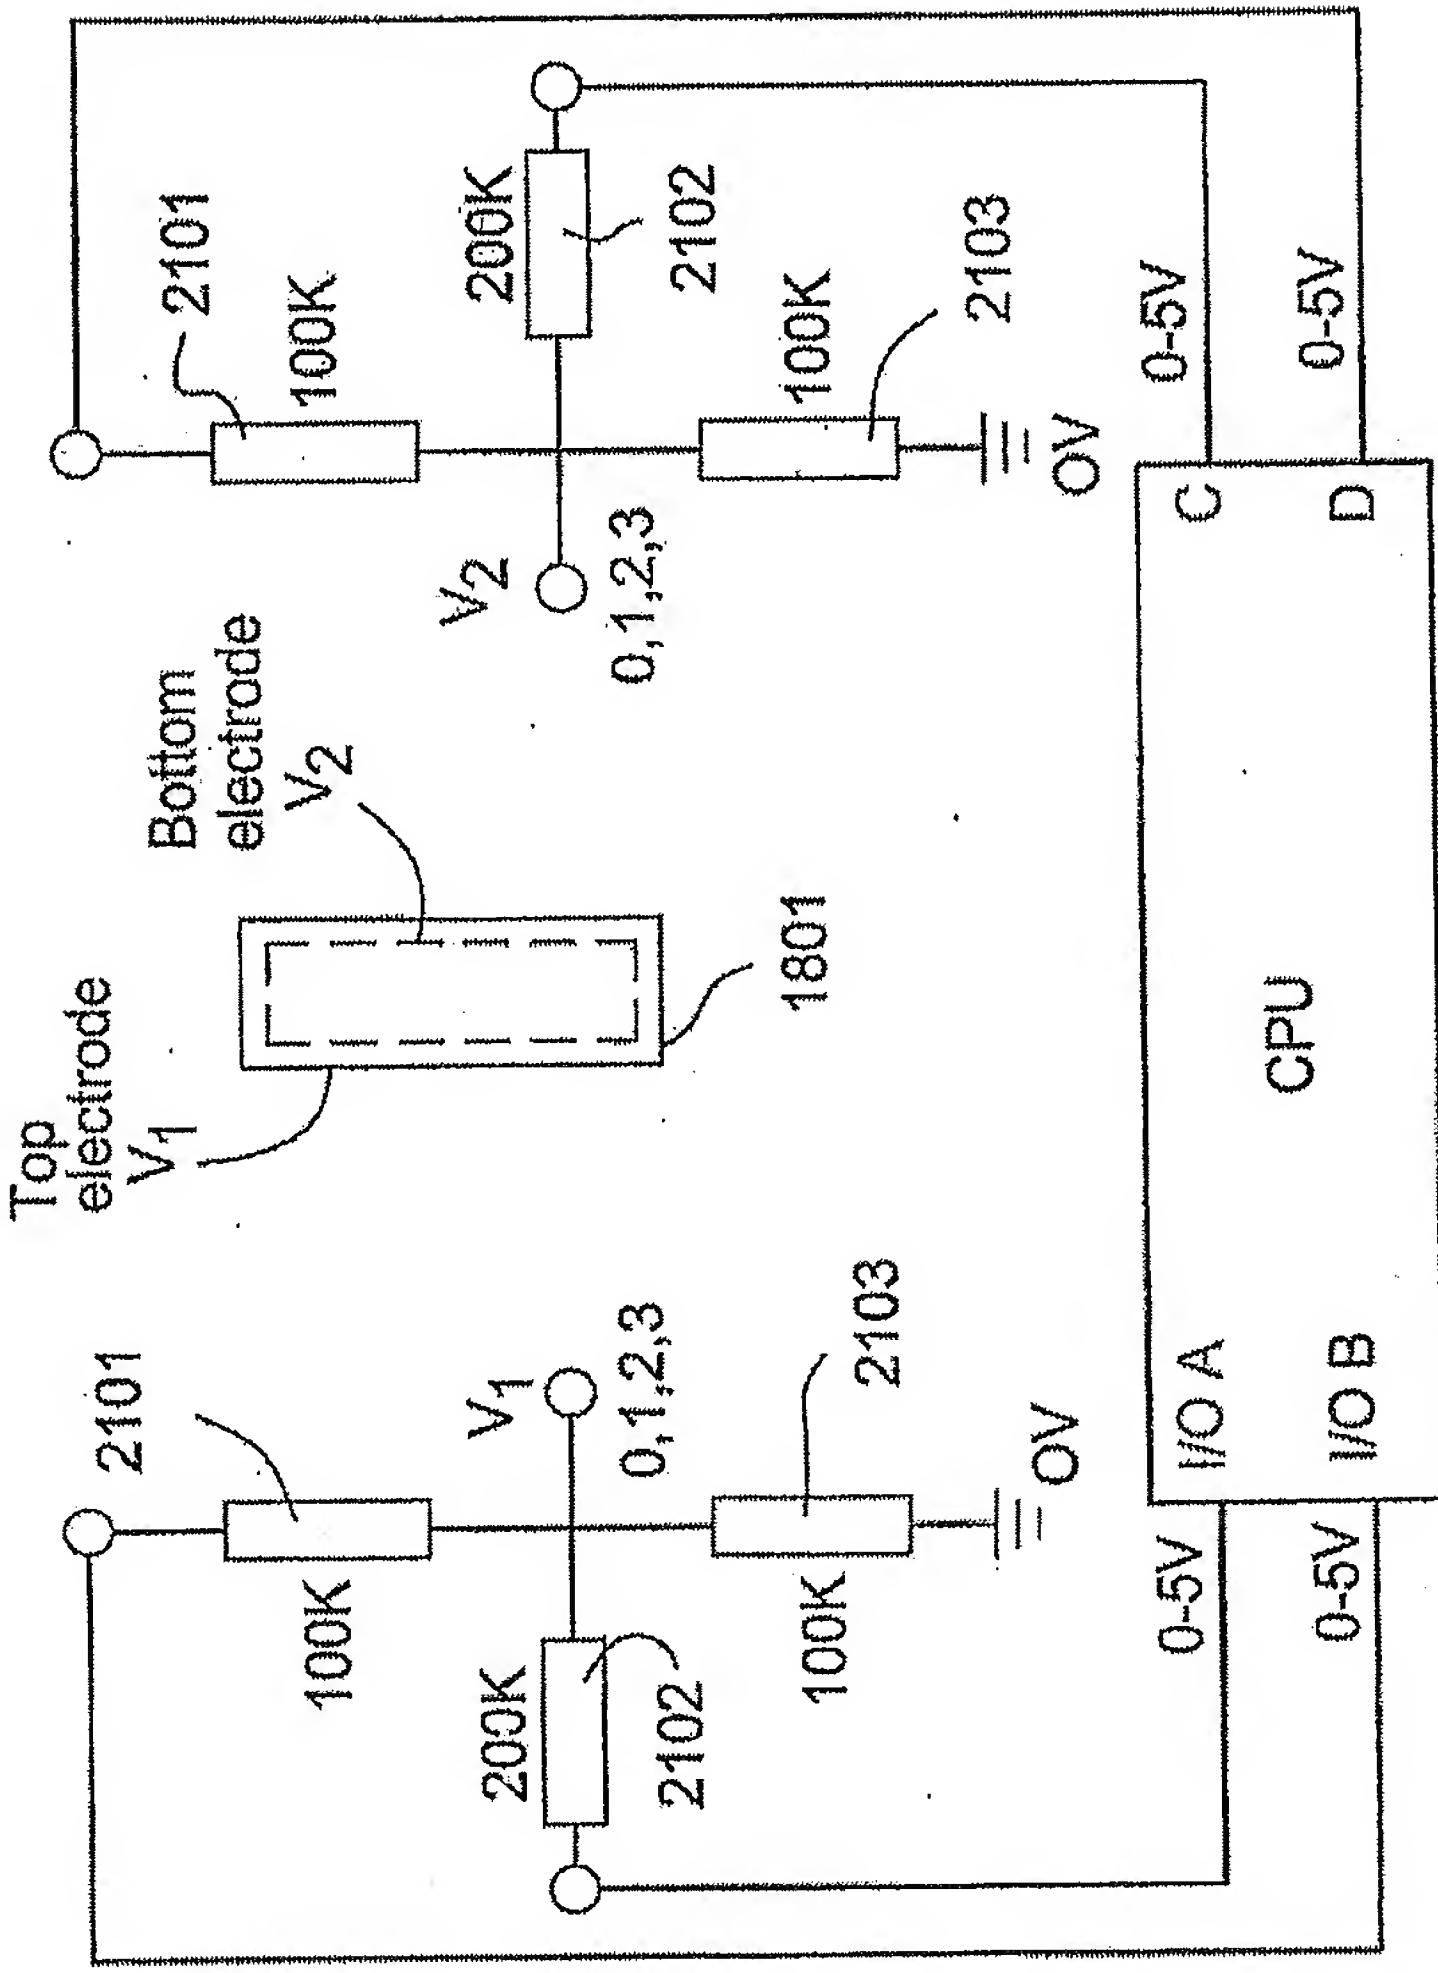 Top
electrode
V1
Bottom
electrode
V2
1801
2101
100K
200K
2102
V1
0,1,2,3
100K
2103
0V
2101
100K
200K
2102
V2
0,1,2,3
100K
2103
0V
0-5V
0-5V
I/O A
I/O B
CPU
C
D
0-5V
0-5V